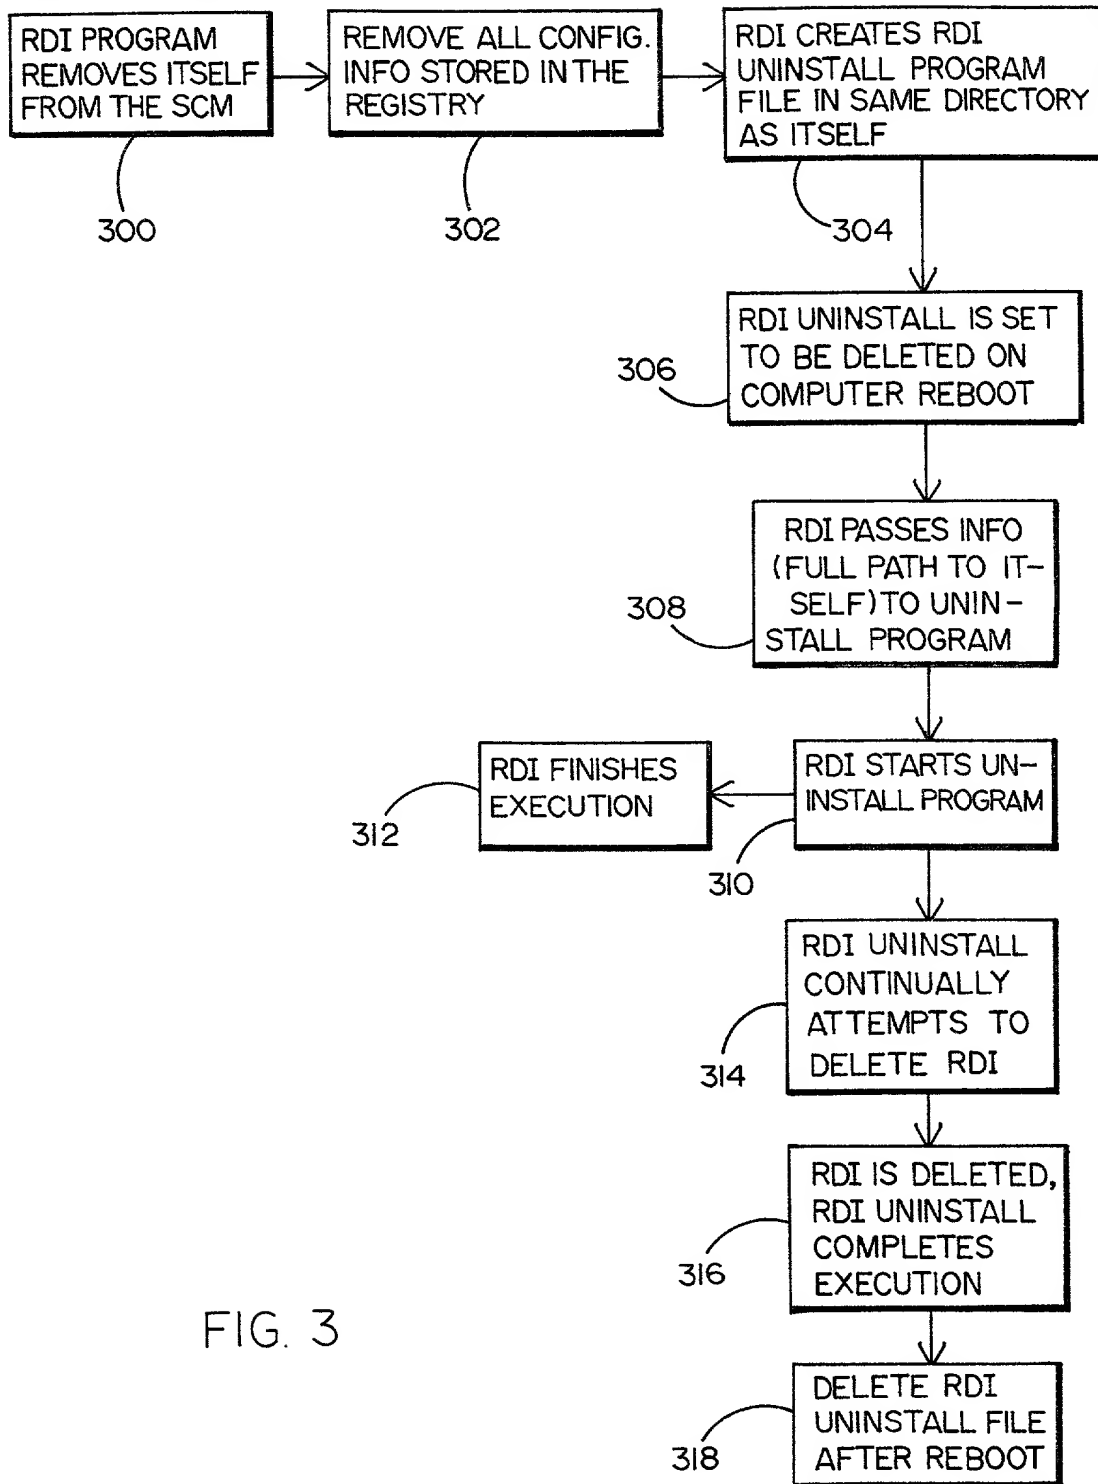 RDI PROGRAM
REMOVES ITSELF
FROM THE SCM
300
REMOVE ALL CONFIG.
INFO STORED IN THE
REGISTRY
302
RDI CREATES RDI
UNINSTALL PROGRAM
FILE IN SAME DIRECTORY
AS ITSELF
304
RDI UNINSTALL IS SET
TO BE DELETED ON
COMPUTER REBOOT
306
RDI PASSES INFO
(FULL PATH TO IT-
SELF) TO UNIN-
STALL PROGRAM
308
RDI STARTS UN-
INSTALL PROGRAM
310
RDI FINISHES
EXECUTION
312
RDI UNINSTALL
CONTINUALLY
ATTEMPTS TO
DELETE RDI
314
RDI IS DELETED,
RDI UNINSTALL
COMPLETES
EXECUTION
316
DELETE RDI
UNINSTALL FILE
AFTER REBOOT
318
FIG. 3